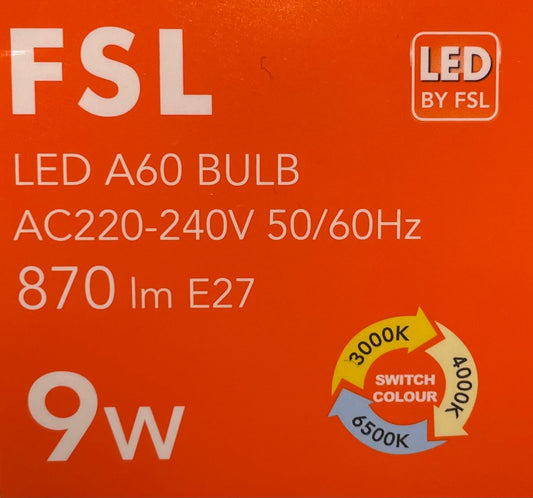 FSL
LED
BY FSL
LED A60 BULB
AC220-240V 50/60Hz
870 lm E27
9W
3000K
4000K
6500K
SWITCH
COLOUR